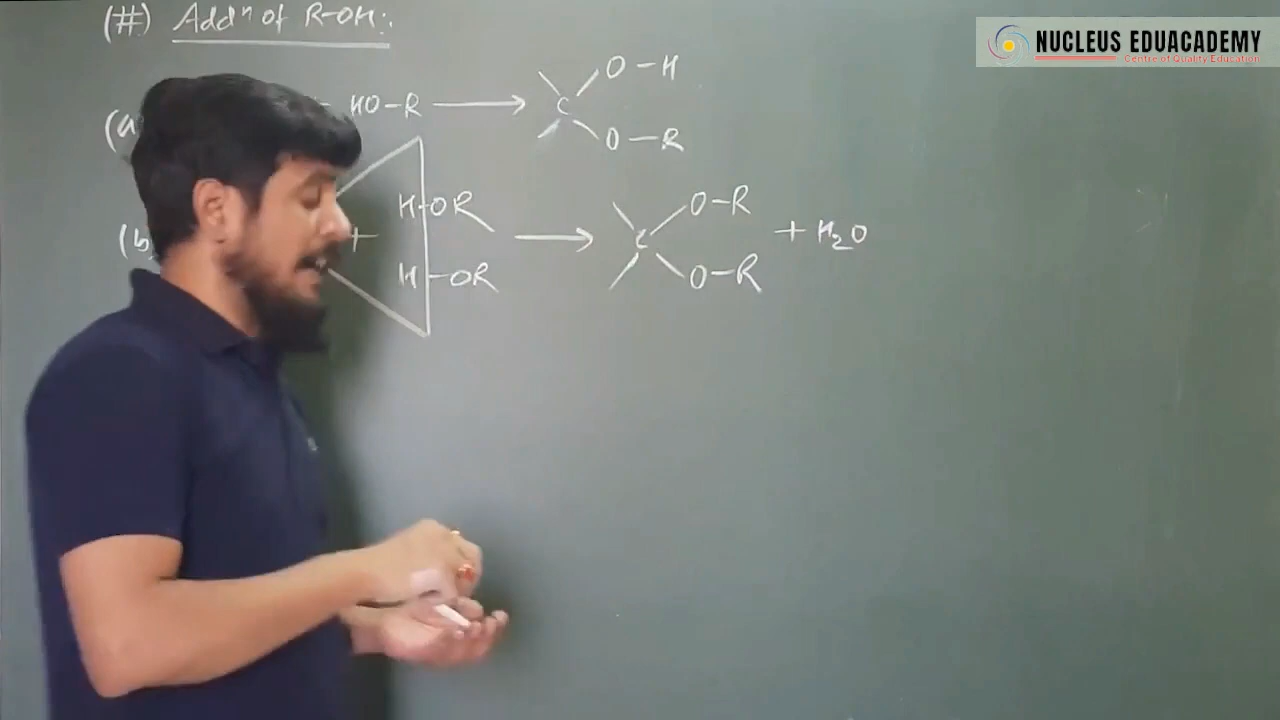 NUCLEUS EDUACADEMY
Centre of Quality Education
(#) Addⁿ of R-OH:
(a HO-R → C O-H O-R
(b + H-OR H-OR → C O-R O-R + H₂O